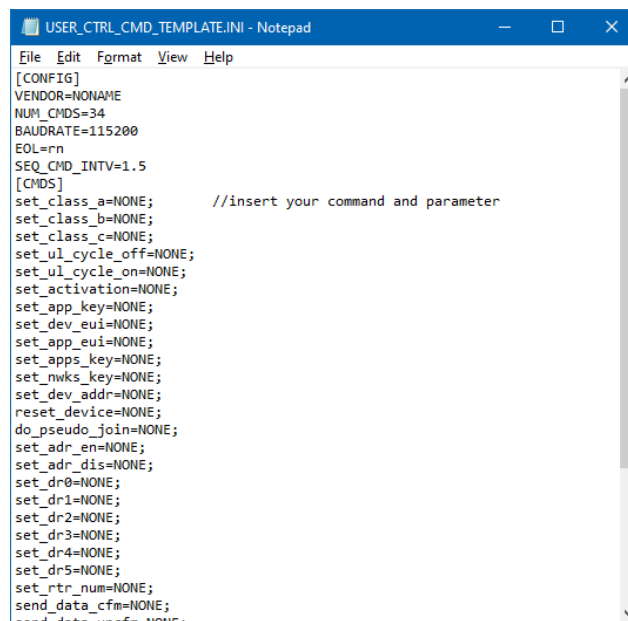 USER_CTRL_CMD_TEMPLATE.INI - Notepad
File Edit Format View Help
[CONFIG]
VENDOR=NONAME
NUM_CMDS=34
BAUDRATE=115200
EOL=rn
SEQ_CMD_INTV=1.5
[CMDS]
set_class_a=NONE; //insert your command and parameter
set_class_b=NONE;
set_class_c=NONE;
set_ul_cycle_off=NONE;
set_ul_cycle_on=NONE;
set_activation=NONE;
set_app_key=NONE;
set_dev_eui=NONE;
set_app_eui=NONE;
set_apps_key=NONE;
set_nwks_key=NONE;
set_dev_addr=NONE;
reset_device=NONE;
do_pseudo_join=NONE;
set_adr_en=NONE;
set_adr_dis=NONE;
set_dr0=NONE;
set_dr1=NONE;
set_dr2=NONE;
set_dr3=NONE;
set_dr4=NONE;
set_dr5=NONE;
set_rtr_num=NONE;
send_data_cfm=NONE;